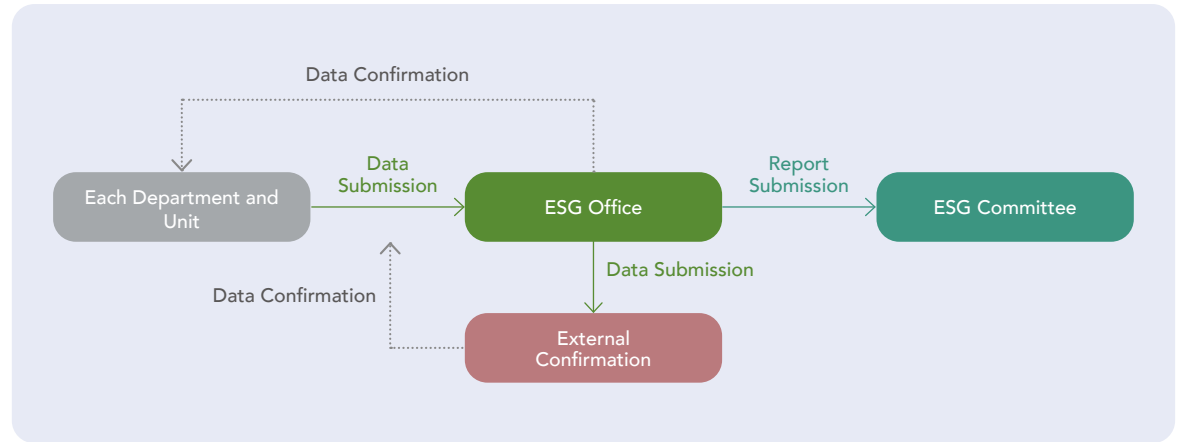 Data Confirmation
Each Department and
Unit
Data
Submission
ESG Office
Report
Submission
ESG Committee
Data Submission
Data Confirmation
External
Confirmation